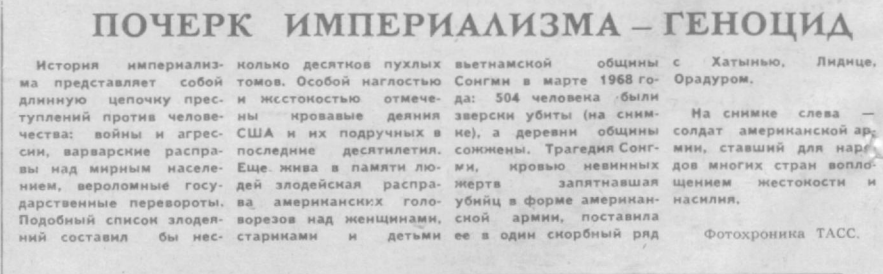 ПОЧЕРК ИМПЕРИАЛИЗМА — ГЕНОЦИД
История империализ-
ма представляет собой
длинную цепочку прес-
туплений против челове-
чества: войны и агрес-
сии, варварские распра-
вы над мирным населе-
нием, вероломные госу-
дарственные перевороты.
Подобный список злодея-
ний составил бы нес-
колько десятков пухлых
томов. Особой наглостью
и жестокостью отмече-
ны кровавые деяния
США и их подручных в
последние десятилетия.
Еще жива в памяти лю-
дей злодейская распра-
ва американских голо-
ворезов над женщинами,
стариками и детьми
вьетнамской общины
Сонгми в марте 1968 го-
да: 504 человека были
зверски убиты (на сним-
ке), а деревни общины
сожжены. Трагедия Сонг-
ми, кровью невинных
жертв запятнавшая
убийц в форме американ-
ской армии, поставила
ее в один скорбный ряд
с Хатынью, Лидице,
Орадуром.
На снимке слева —
солдат американской ар-
мии, ставший для наро-
дов многих стран вопло-
щением жестокости и
насилия.
Фотохроника ТАСС.